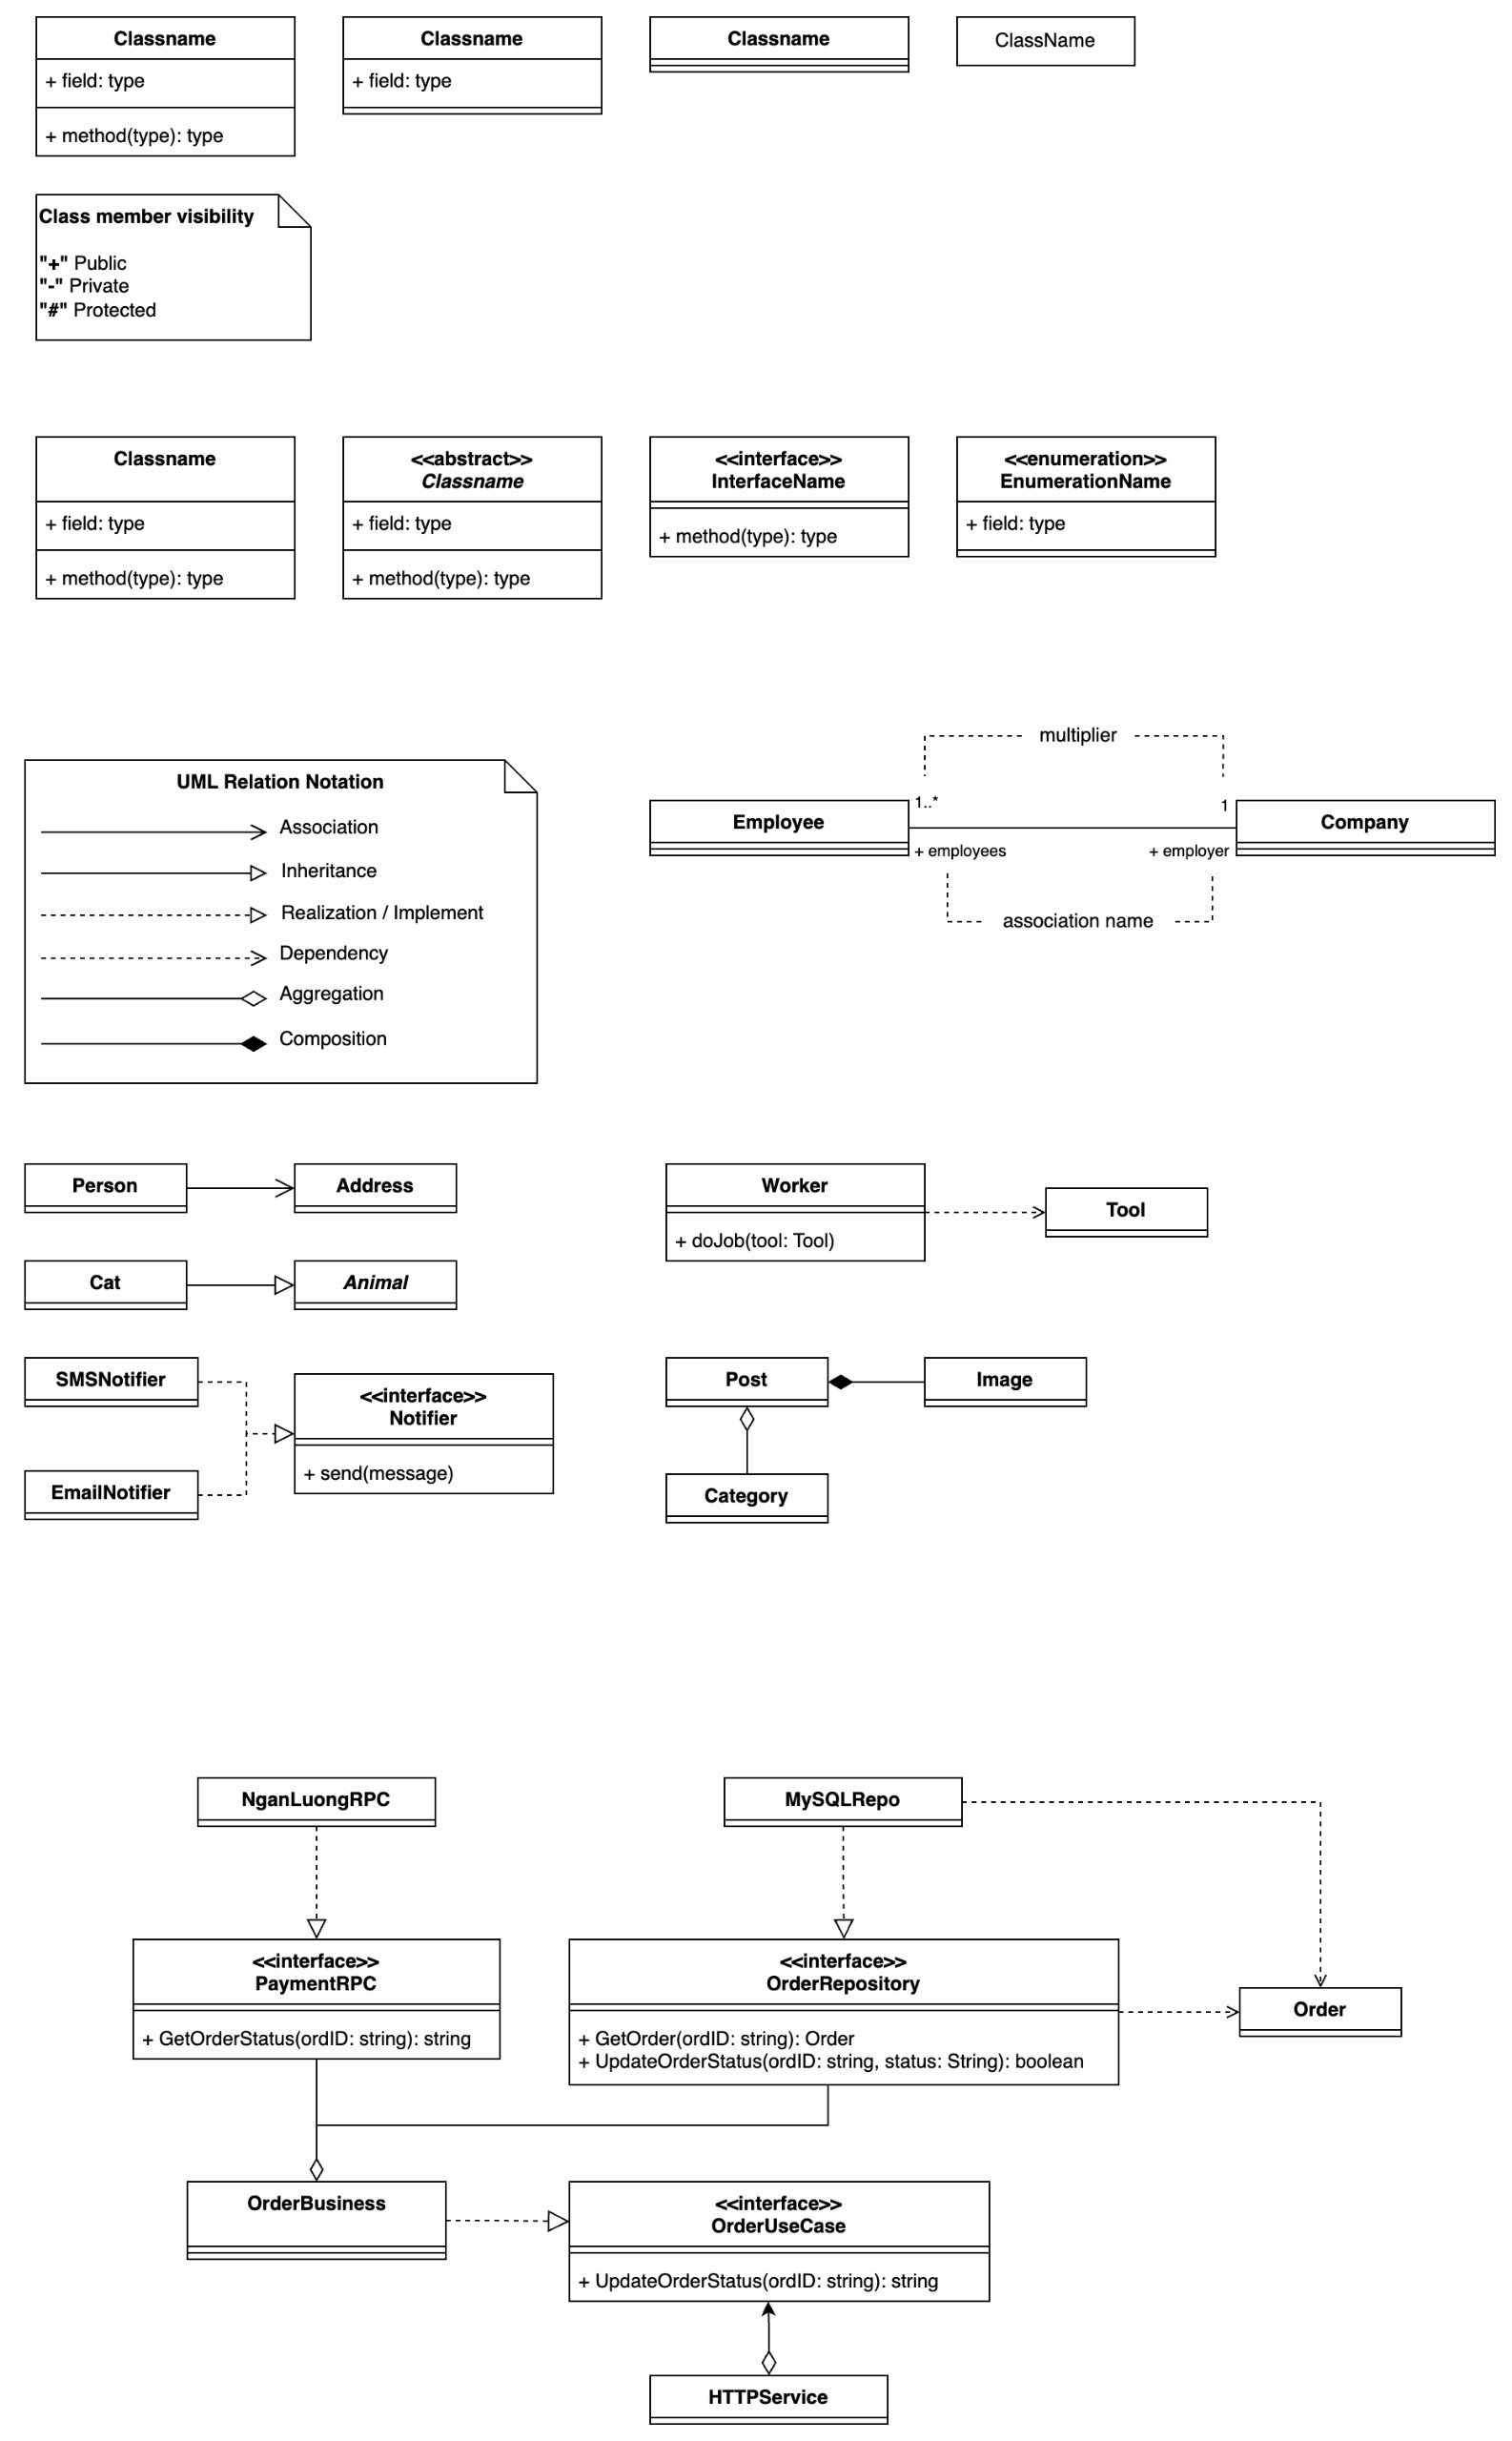 Classname
+ field: type
+ method(type): type
Classname
+ field: type
Classname
ClassName
Class member visibility
"+" Public
"-" Private
"#" Protected
Classname
+ field: type
+ method(type): type
<<abstract>>
Classname
+ field: type
+ method(type): type
<<interface>>
InterfaceName
+ method(type): type
<<enumeration>>
EnumerationName
+ field: type
UML Relation Notation
Association
Inheritance
Realization / Implement
Dependency
Aggregation
Composition
multiplier
1..*
1
Employee
Company
+ employees
+ employer
association name
Person
Address
Cat
Animal
SMSNotifier
EmailNotifier
<<interface>>
Notifier
+ send(message)
Worker
+ doJob(tool: Tool)
Tool
Post
Image
Category
NganLuongRPC
MySQLRepo
<<interface>>
PaymentRPC
+ GetOrderStatus(ordID: string): string
<<interface>>
OrderRepository
+ GetOrder(ordID: string): Order
+ UpdateOrderStatus(ordID: string, status: String): boolean
Order
OrderBusiness
<<interface>>
OrderUseCase
+ UpdateOrderStatus(ordID: string): string
HTTPService